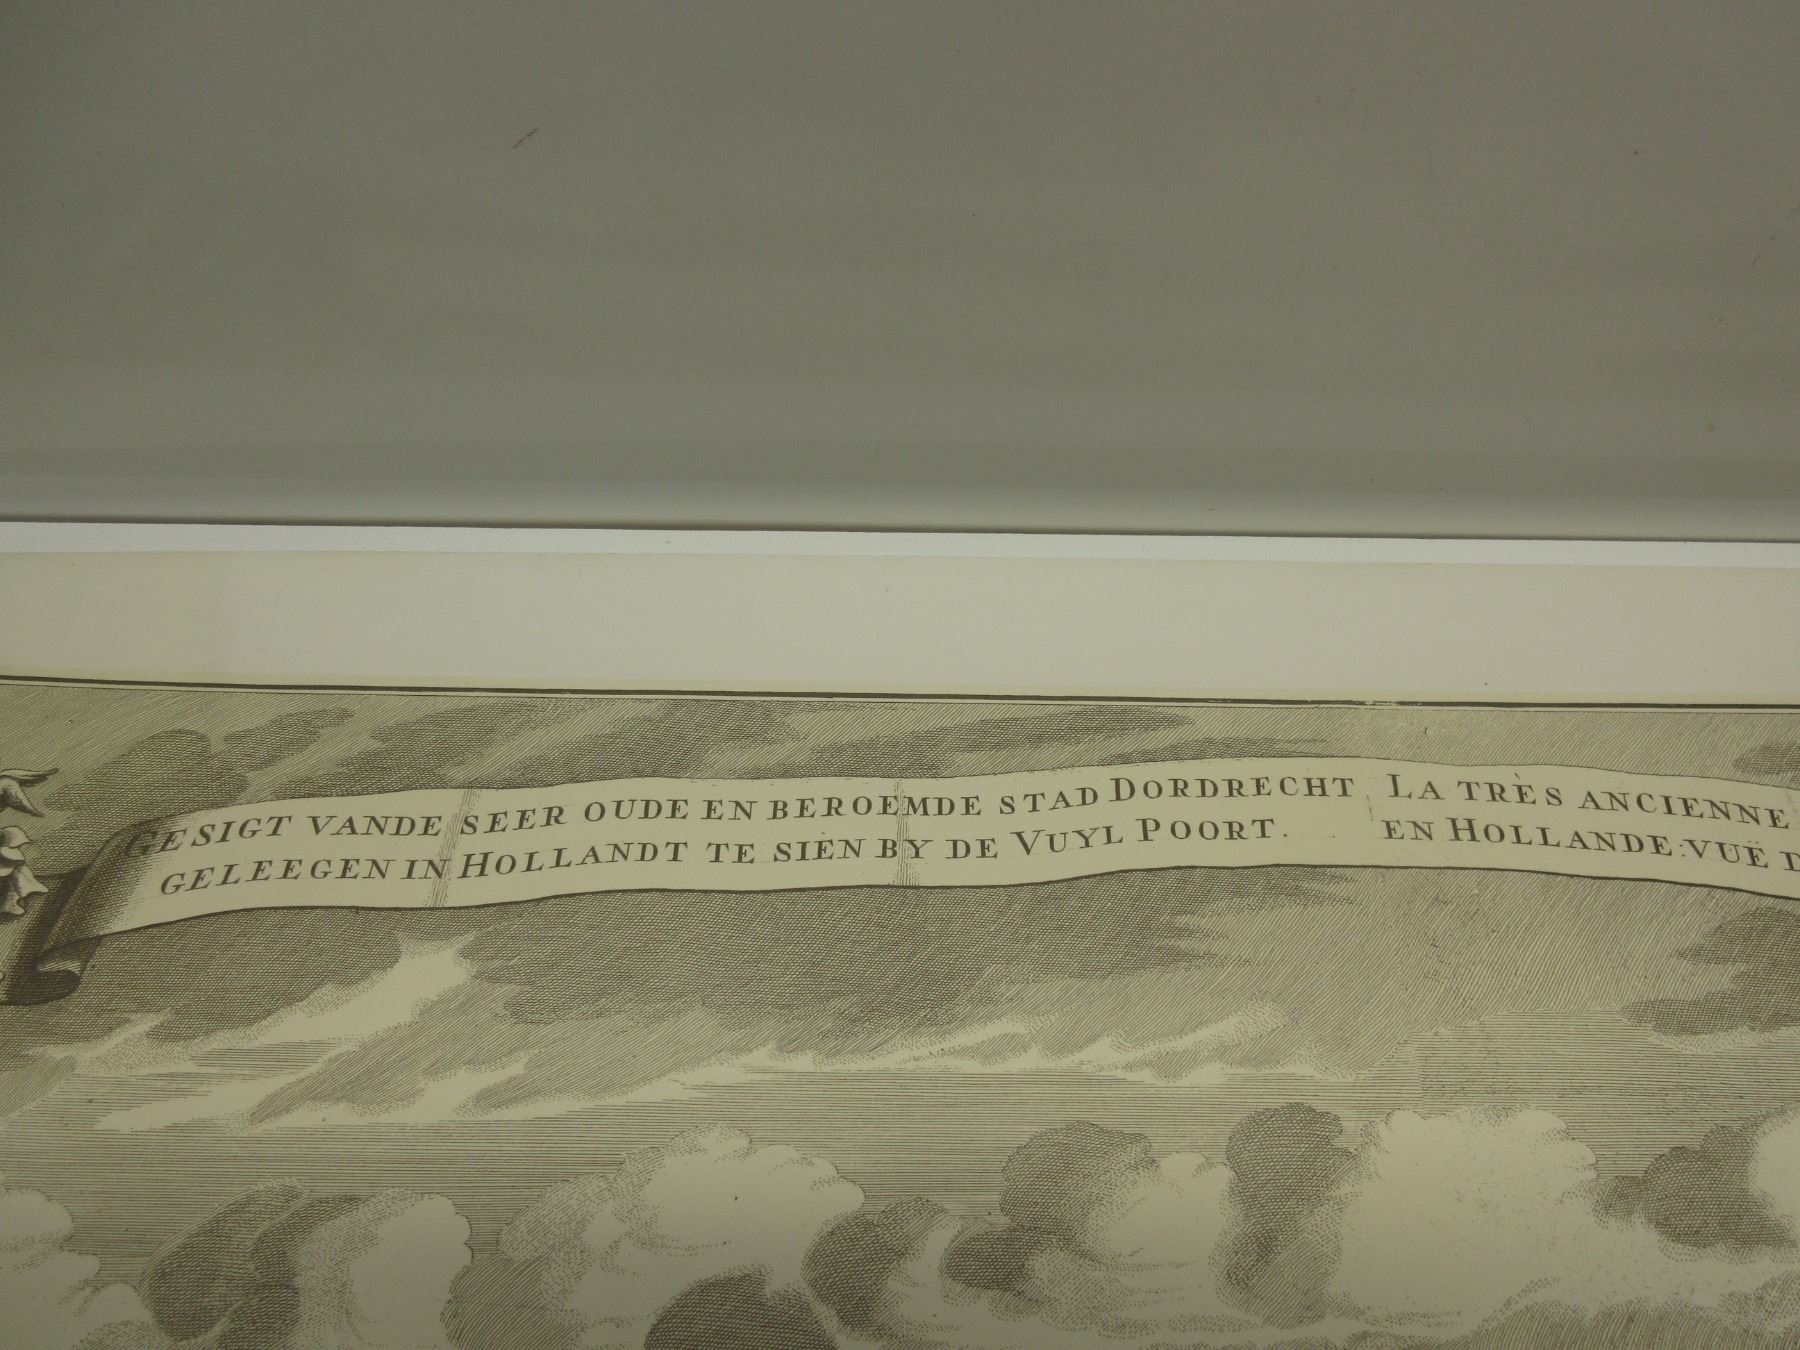 GESIGT VANDE SEER OUDE EN BEROEMDE STAD DORDRECHT
GELEEGEN IN HOLLANDT TE SIEN BY DE VUYL POORT.
LA TRÈS ANCIENNE
EN HOLLANDE: VUË